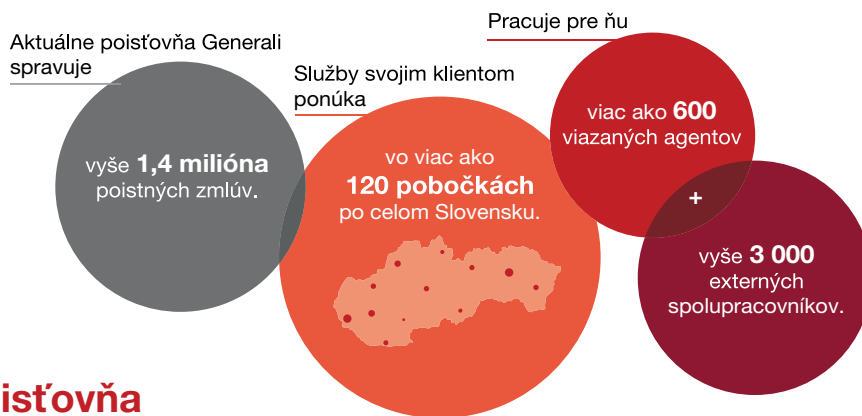 Aktuálne poisťovňa Generali
spravuje
vyše 1,4 milióna
poistných zmlúv.
Služby svojim klientom
ponúka
vo viac ako
120 pobočkách
po celom Slovensku.
Pracuje pre ňu
viac ako 600
viazaných agentov
+
vyše 3 000
externých
spolupracovníkov.
isťovňa